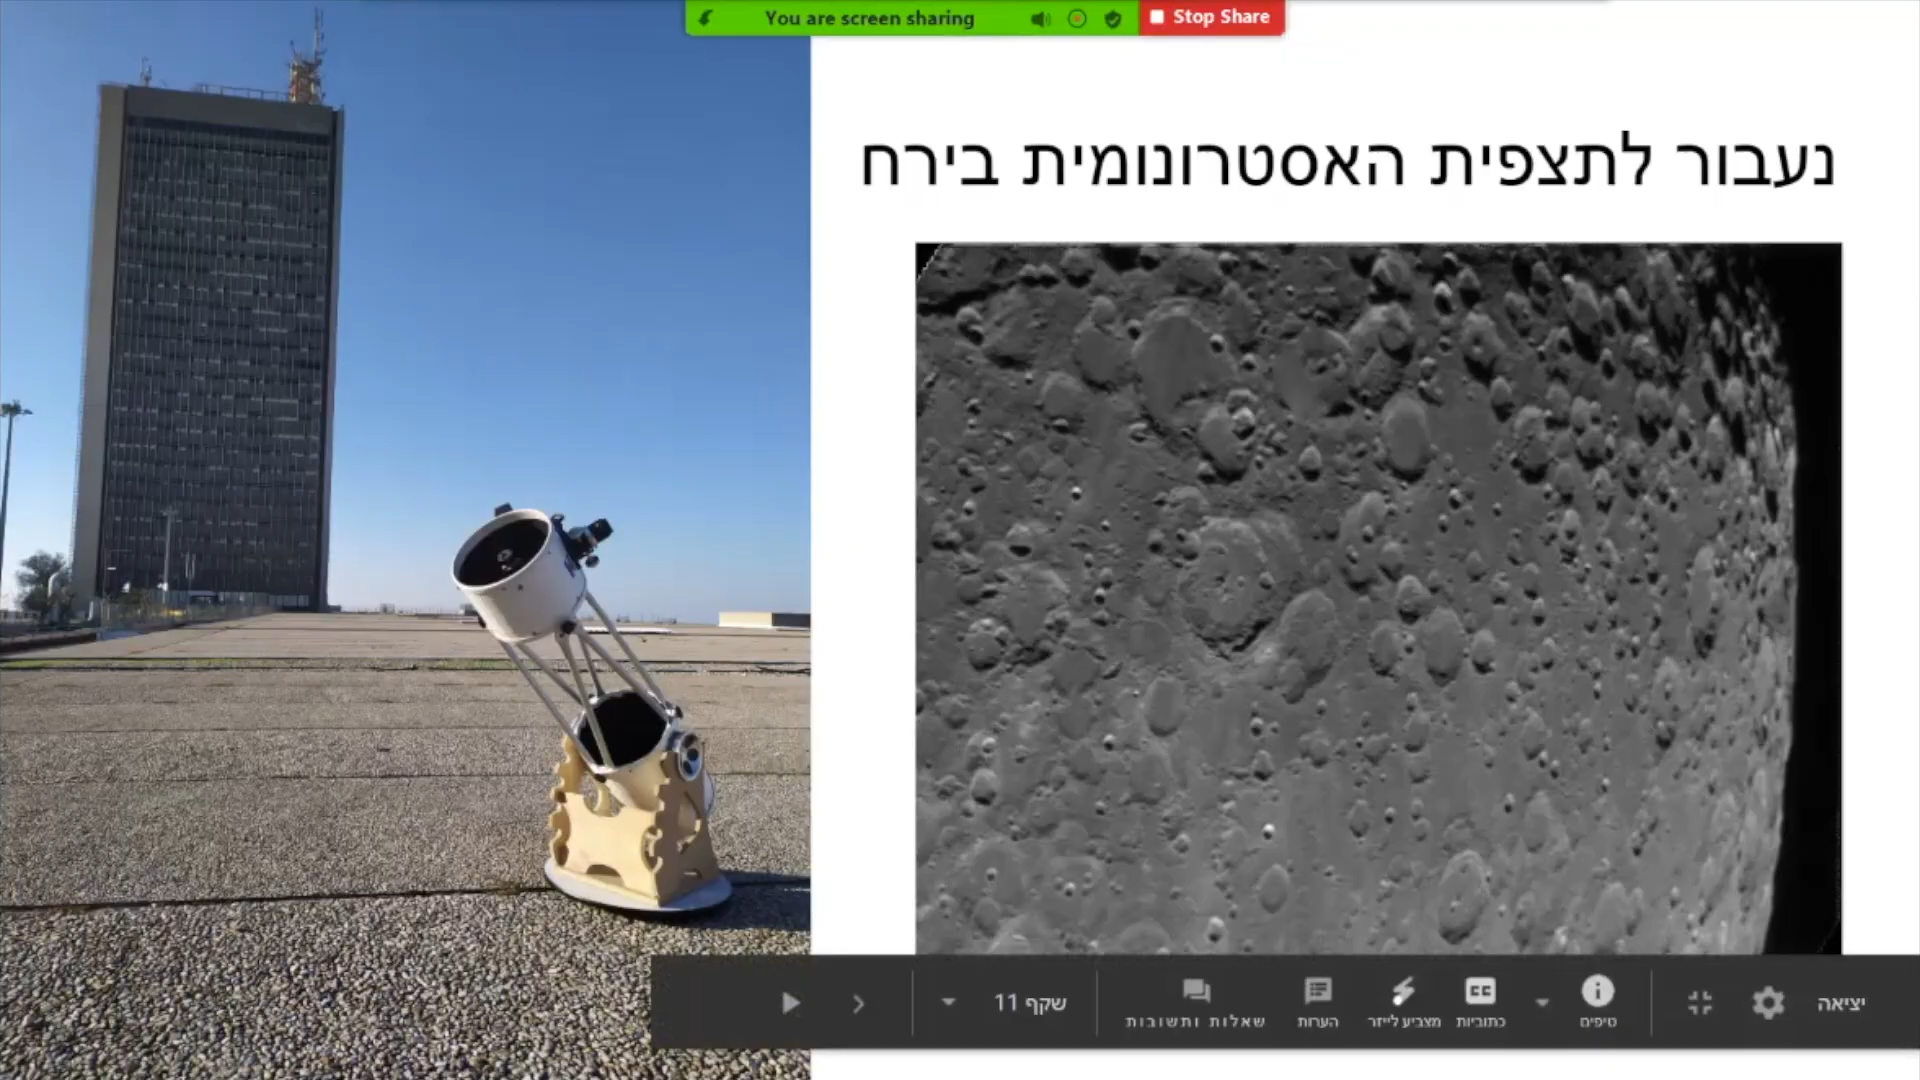 You are screen sharing
Stop Share
נעבור לתצפית האסטרונומית בירח
שקף 11
שאלות ותשובות
הערות
מצביע לייזר
כתוביות
טיפים
יציאה